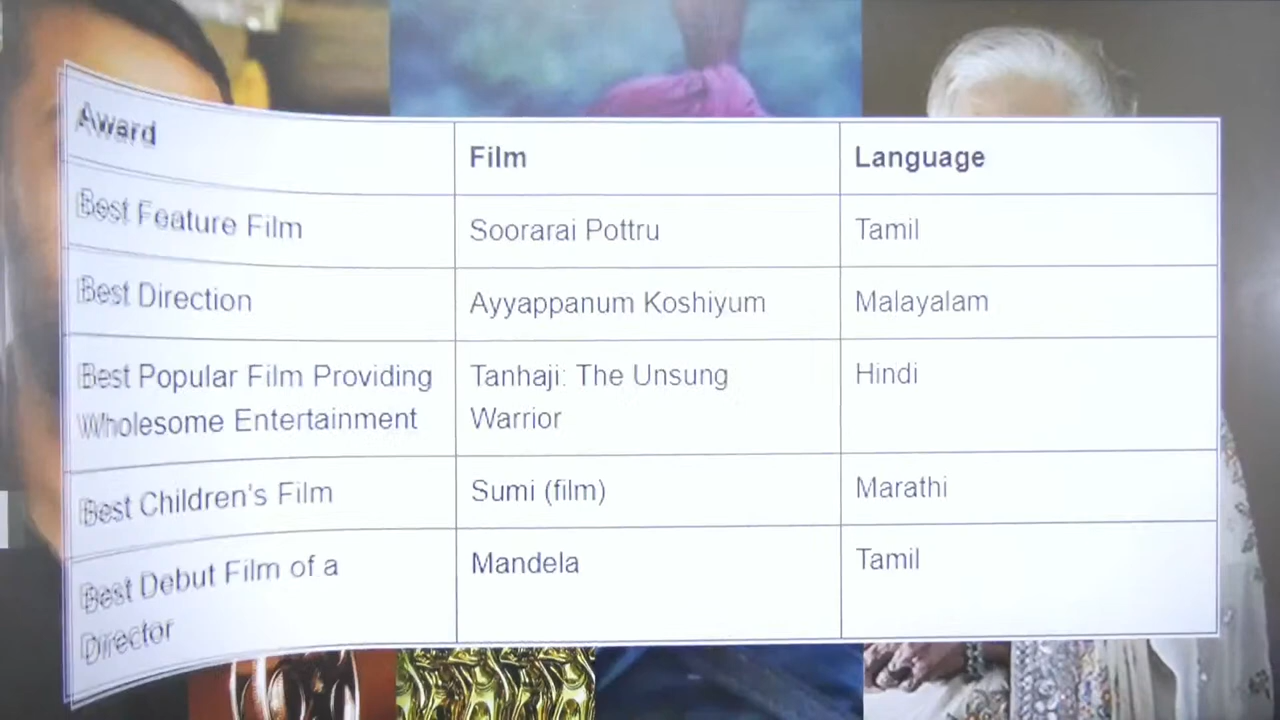 Award Film Language
Best Feature Film Soorarai Pottru Tamil
Best Direction Ayyappanum Koshiyum Malayalam
Best Popular Film Providing Tanhaji: The Unsung Hindi
Wholesome Entertainment Warrior
Best Children's Film Sumi (film) Marathi
Best Debut Film of a Mandela Tamil
Director